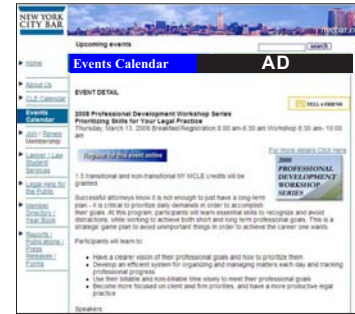 NEW YORK
CITY BAR
Upcoming events
search
Home
Events Calendar
AD
About Us
CLE Calendar
Events
Calendar
Join - Renew
Membership
Lawyer / Law
Student
Services
Legal Help for
the Public
Member
Directory /
Year Book
Reports /
Publications /
Press
Releases /
Forms
EVENT DETAIL
TELL A FRIEND
2008 Professional Development Workshop Series
Prioritizing Skills for Your Legal Practice
Thursday, March 13, 2008 Breakfast/Registration 8:00 am-8:30 am Workshop 8:30 am- 10:00
am
Register for this event online
For more details Click Here
2008
PROFESSIONAL
DEVELOPMENT
WORKSHOP
SERIES
1.5 transitional and non-transitional NY MCLE credits will be
granted.
Successful attorneys know it is not enough to just have a long-term
plan - it is critical to prioritize daily demands in order to accomplish
their goals. At this program, participants will learn essential skills to recognize and avoid
distractions, while working to achieve both short and long term professional goals. This is a
strategic game plan to avoid unimportant things in order to achieve the career one wants.
Participants will learn to:
Have a clearer vision of their professional goals and how to prioritize them
Develop an efficient system for organizing and managing matters each day and tracking
professional progress
Use their billable and non-billable time wisely to meet their professional goals
Become more focused on client and firm priorities, and have a more productive legal
practice
Speakers